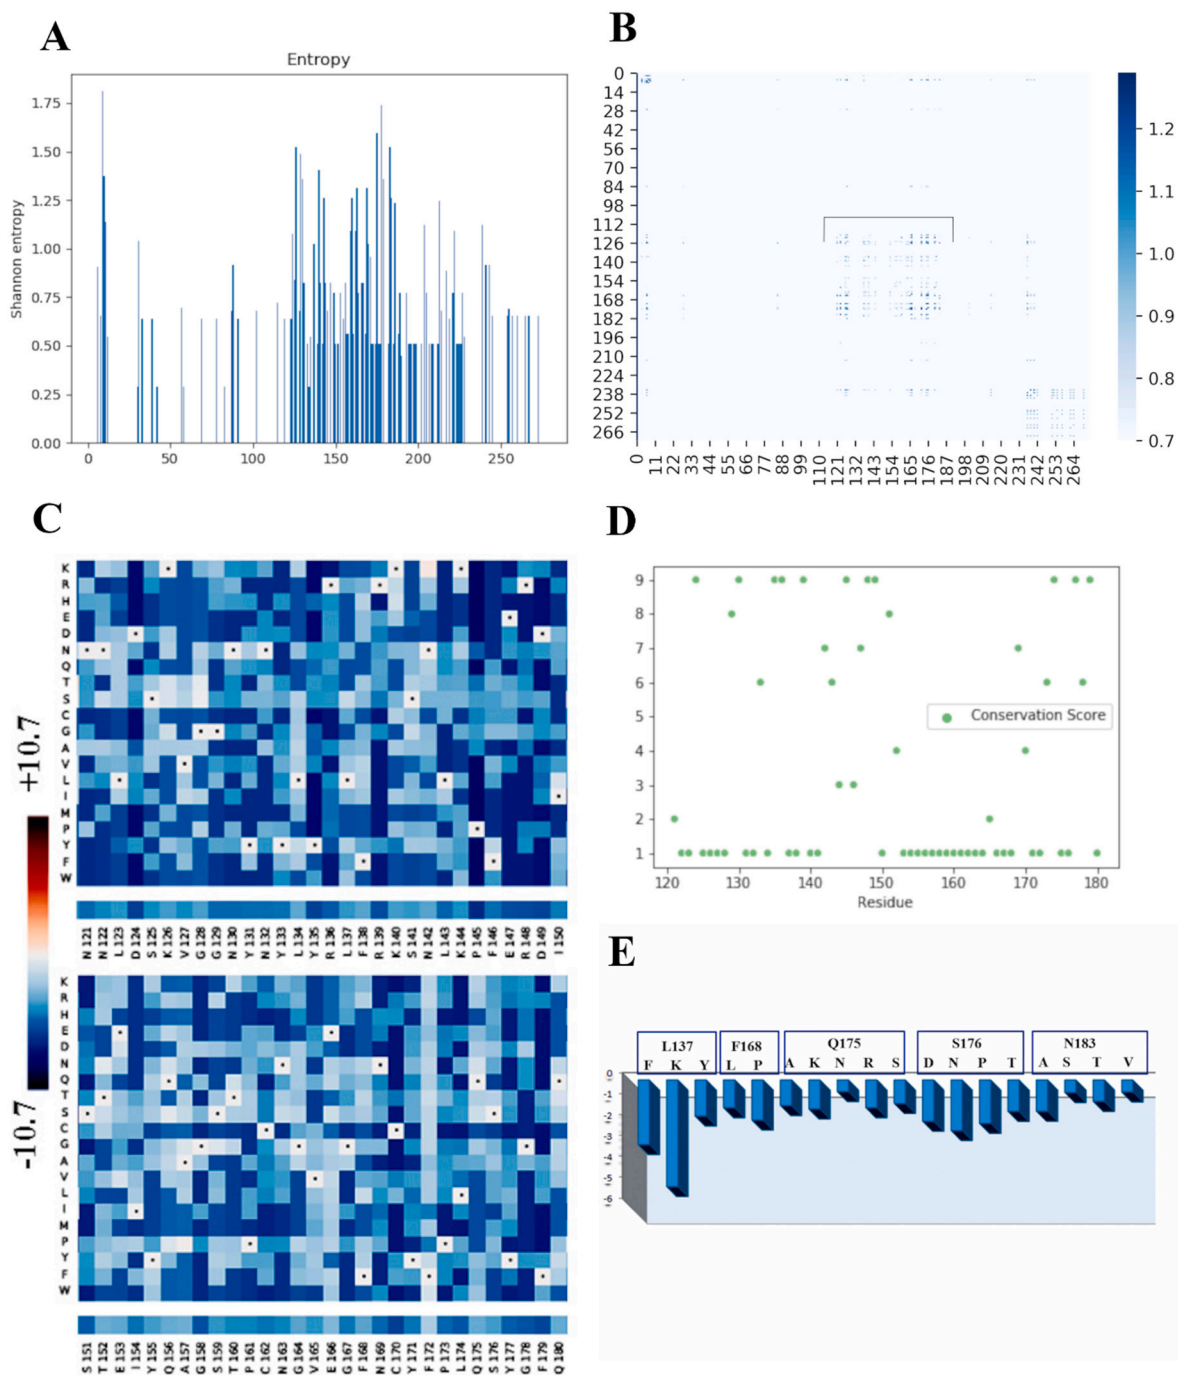 A
Entropy
Shannon entropy
1.75
1.50
1.25
1.00
0.75
0.50
0.25
0.00
0 50 100 150 200 250
B
0
14
28
42
56
70
84
98
112
126
140
154
168
182
196
210
224
238
252
266
0 11 22 33 44 55 66 77 88 99 110 121 132 143 154 165 176 187 198 209 220 231 242 253 264
1.2
1.1
1.0
0.9
0.8
0.7
C
+10.7
-10.7
K
R
H
E
D
N
Q
T
S
C
G
A
V
L
I
M
P
Y
F
W
N 121 N 122 L 123 D 124 S 125 K 126 V 127 G 128 G 129 N 130 Y 131 N 132 Y 133 L 134 Y 135 R 136 L 137 F 138 R 139 K 140 S 141 N 142 L 143 K 144 P 145 F 146 E 147 R 148 D 149 I 150
K
R
H
E
D
N
Q
T
S
C
G
A
V
L
I
M
P
Y
F
W
S 151 T 152 E 153 I 154 Y 155 Q 156 A 157 G 158 S 159 T 160 P 161 C 162 N 163 G 164 V 165 E 166 G 167 F 168 N 169 C 170 Y 171 F 172 P 173 L 174 Q 175 S 176 Y 177 G 178 F 179 Q 180
D
9
8
7
6
5
4
3
2
1
Conservation Score
120 130 140 150 160 170 180
Residue
E
L137 F168 Q175 S176 N183
F K Y L P A K N R S D N P T A S T V
0
-1
-2
-3
-4
-5
-6